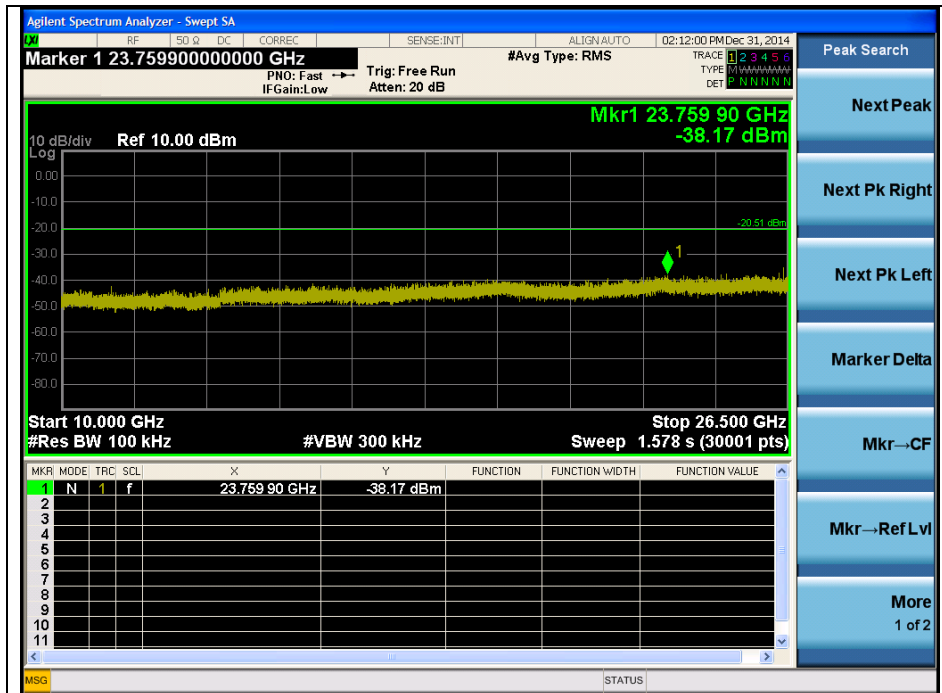 Agilent Spectrum Analyzer - Swept SA
LXI RF 50 Ω DC CORREC SENSE:INT ALIGNAUTO 02:12:00 PM Dec 31, 2014
Marker 1 23.759900000000 GHz
PNO: Fast
IFGain:Low
Trig: Free Run
Atten: 20 dB
#Avg Type: RMS
TRACE 1 2 3 4 5 6
TYPE MWWWWW
DET P N N N N N
Peak Search
Mkr1 23.759 90 GHz
-38.17 dBm
10 dB/div Ref 10.00 dBm
Log
0.00
-10.0
-20.0
-20.51 dBm
-30.0
1
-40.0
-50.0
-60.0
-70.0
-80.0
Start 10.000 GHz Stop 26.500 GHz
#Res BW 100 kHz #VBW 300 kHz Sweep 1.578 s (30001 pts)
MKR MODE TRC SCL X Y FUNCTION FUNCTION WIDTH FUNCTION VALUE
1 N 1 f 23.759 90 GHz -38.17 dBm
2
3
4
5
6
7
8
9
10
11
Next Peak
Next Pk Right
Next Pk Left
Marker Delta
Mkr→CF
Mkr→Ref Lvl
More
1 of 2
MSG STATUS